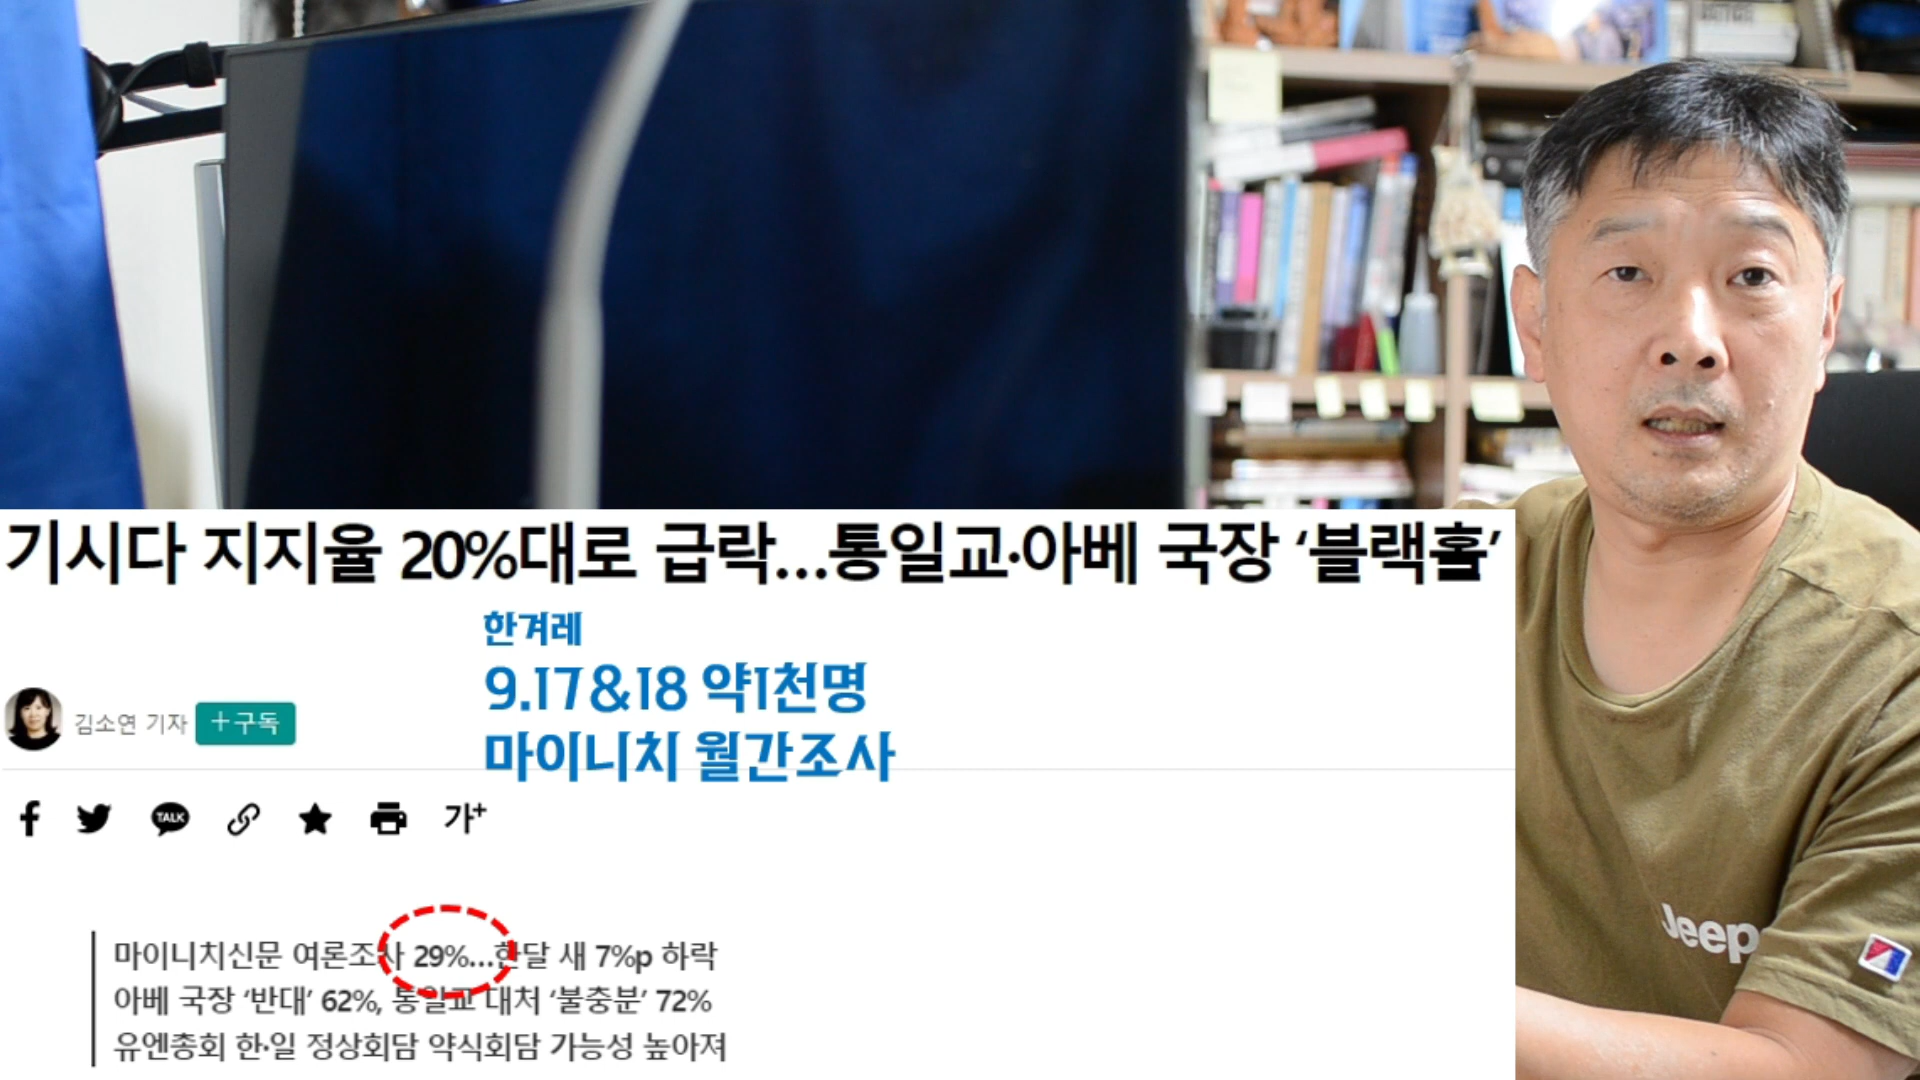 기시다 지지율 20%대로 급락...통일교·아베 국장 ‘블랙홀’
한겨레
9.17&18 약1천명
마이니치 월간조사
김소연 기자 +구독
TALK
가+
마이니치신문 여론조사 29%...한달 새 7%p 하락
아베 국장 ‘반대’ 62%, 통일교 대처 ‘불충분’ 72%
유엔총회 한·일 정상회담 약식회담 가능성 높아져
Jeep